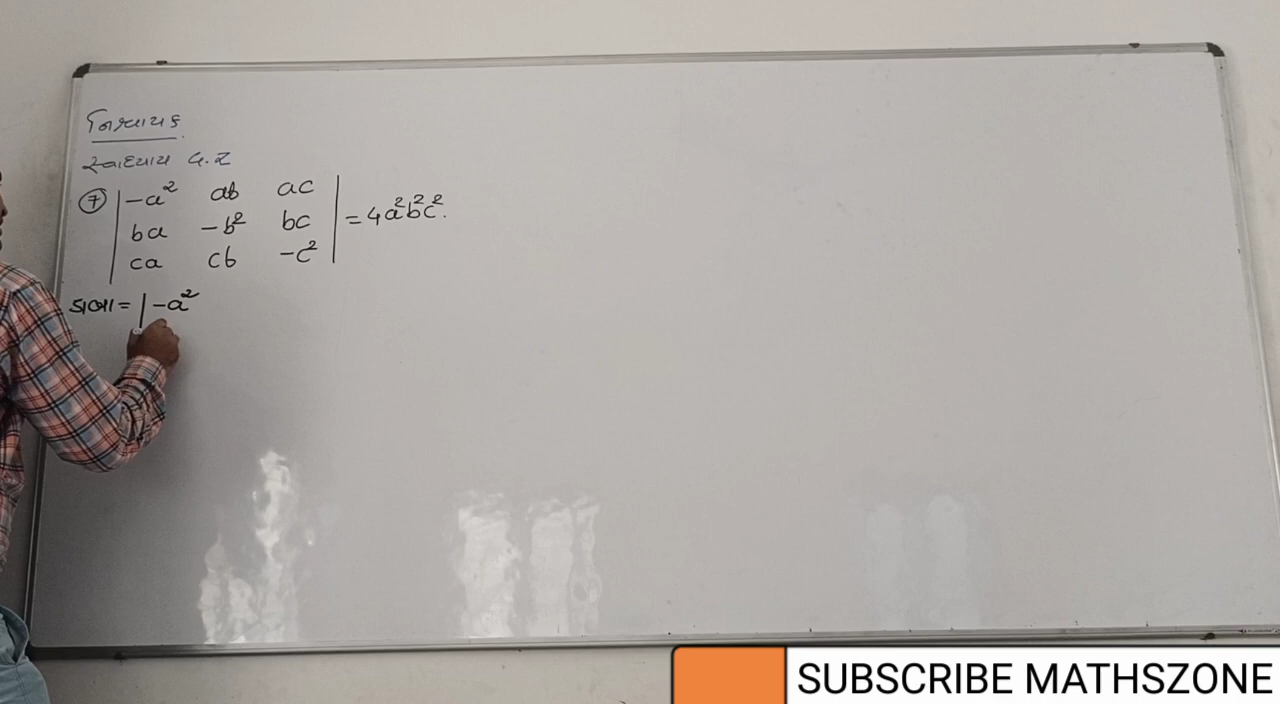 નિશ્ચાયક
સ્વાધ્યાય 4.2
⑦ | -a² ab ac |
| ba -b² bc | = 4a²b²c².
| ca cb -c² |
ડાબા = | -a²
SUBSCRIBE MATHSZONE